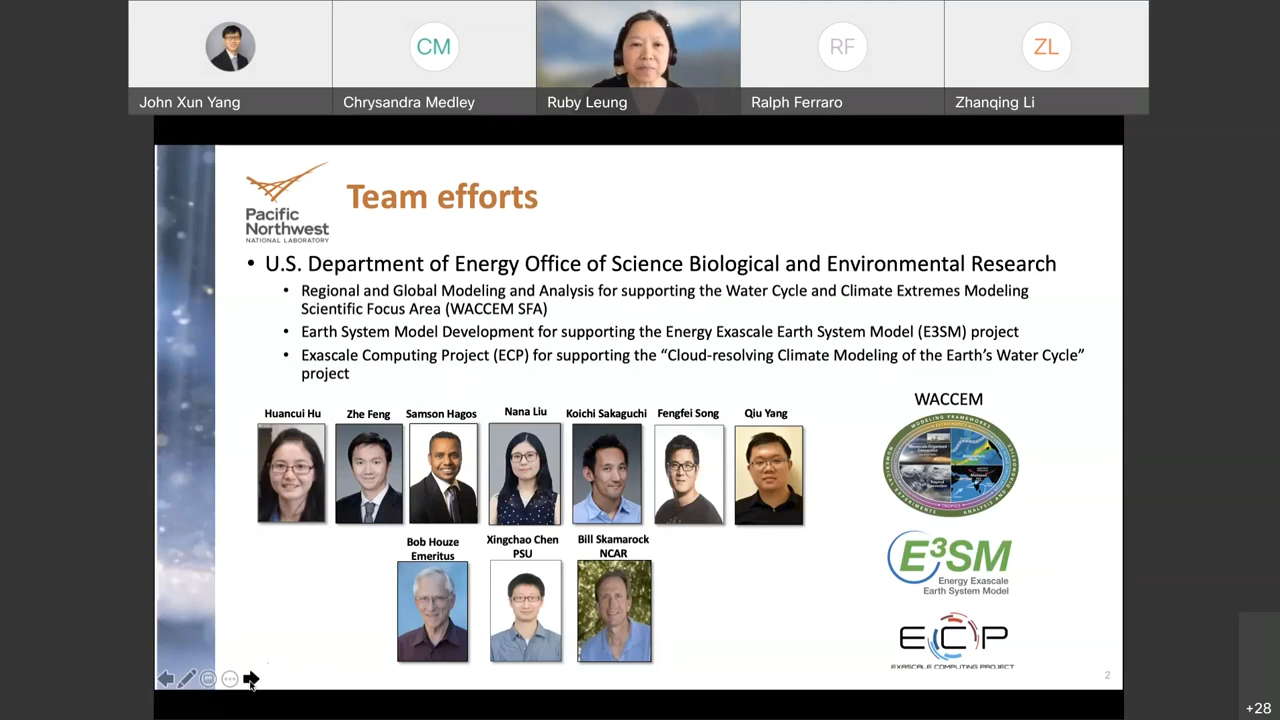 CM
RF
ZL
John Xun Yang
Chrysandra Medley
Ruby Leung
Ralph Ferraro
Zhanqing Li
Pacific
Northwest
NATIONAL LABORATORY
Team efforts
• U.S. Department of Energy Office of Science Biological and Environmental Research
• Regional and Global Modeling and Analysis for supporting the Water Cycle and Climate Extremes Modeling
Scientific Focus Area (WACCEM SFA)
• Earth System Model Development for supporting the Energy Exascale Earth System Model (E3SM) project
• Exascale Computing Project (ECP) for supporting the “Cloud-resolving Climate Modeling of the Earth’s Water Cycle”
project
Huancui Hu
Zhe Feng
Samson Hagos
Nana Liu
Koichi Sakaguchi
Fengfei Song
Qiu Yang
Bob Houze
Emeritus
Xingchao Chen
PSU
Bill Skamarock
NCAR
WACCEM
MODELING FRAMEWORKS
E³SM
Energy Exascale
Earth System Model
ECP
EXASCALE COMPUTING PROJECT
2
+28